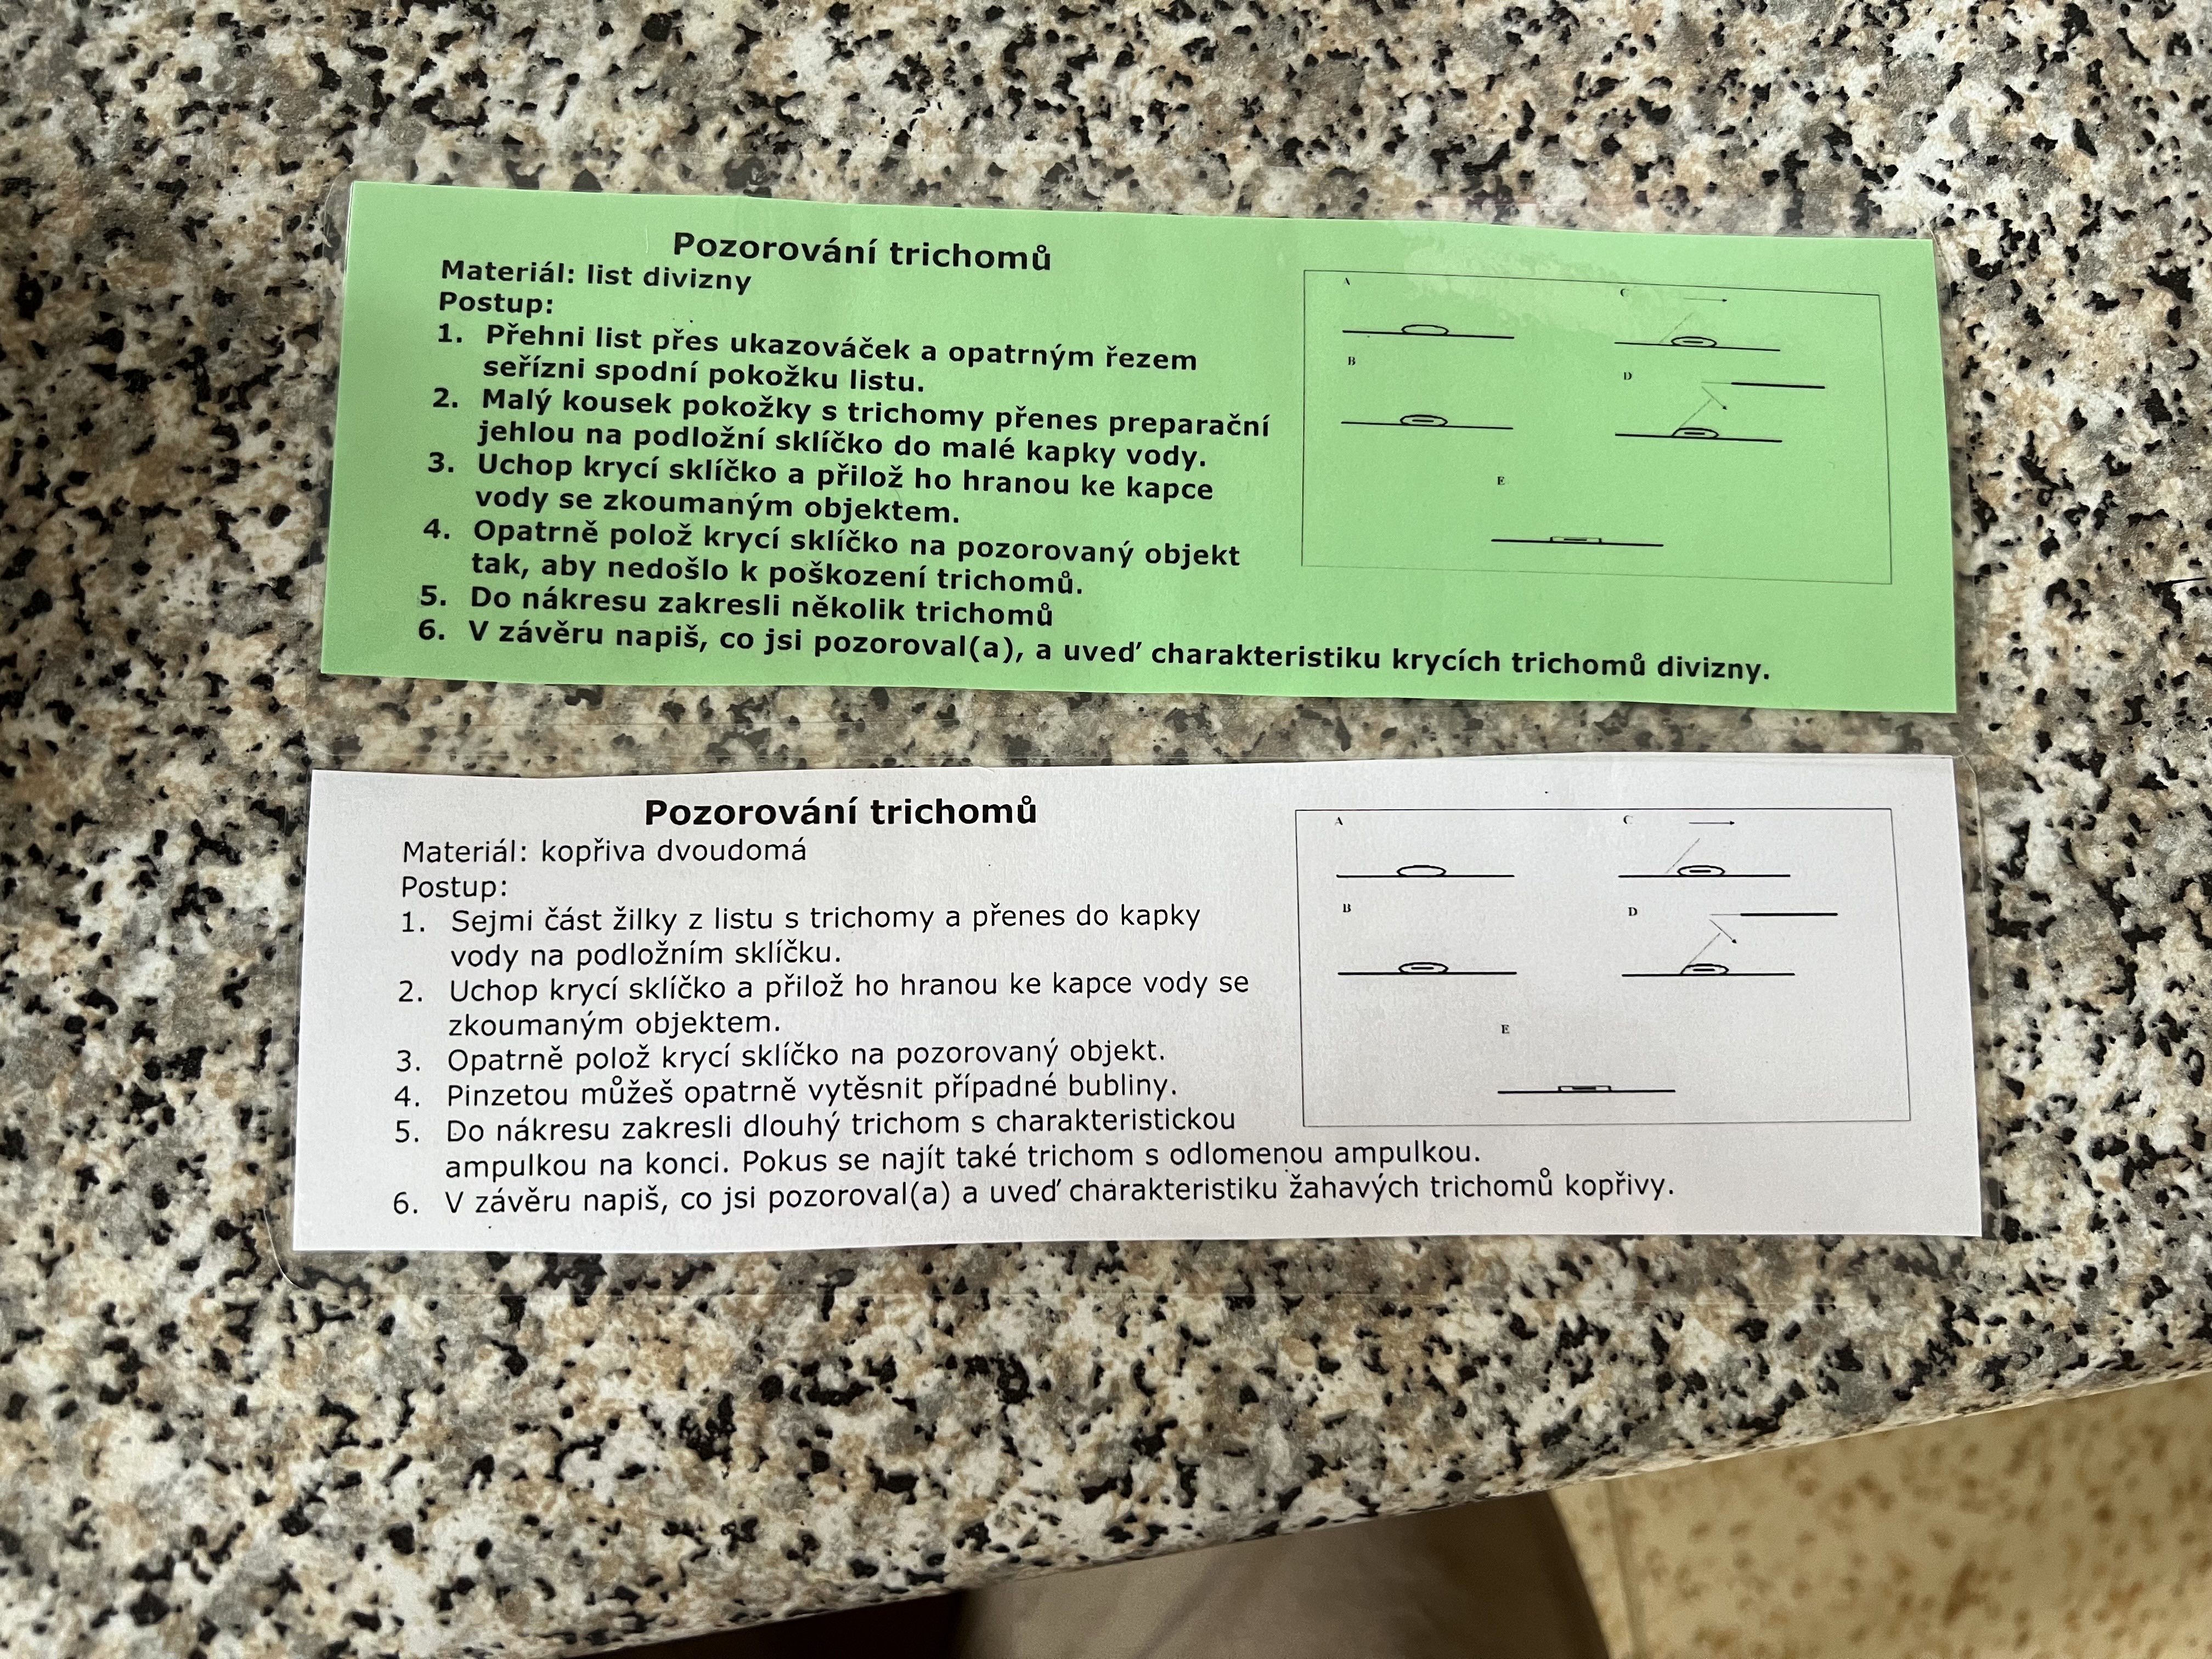 Pozorování trichomů
Materiál: list divizny
Postup:
1. Přehni list přes ukazováček a opatrným řezem
seřízni spodní pokožku listu.
2. Malý kousek pokožky s trichomy přenes preparační
jehlou na podložní sklíčko do malé kapky vody.
3. Uchop krycí sklíčko a přilož ho hranou ke kapce
vody se zkoumaným objektem.
4. Opatrně polož krycí sklíčko na pozorovaný objekt
tak, aby nedošlo k poškození trichomů.
5. Do nákresu zakresli několik trichomů
6. V závěru napiš, co jsi pozoroval(a), a uveď charakteristiku krycích trichomů divizny.
A
C
B
D
E
Pozorování trichomů
Materiál: kopřiva dvoudomá
Postup:
1. Sejmi část žilky z listu s trichomy a přenes do kapky
vody na podložním sklíčku.
2. Uchop krycí sklíčko a přilož ho hranou ke kapce vody se
zkoumaným objektem.
3. Opatrně polož krycí sklíčko na pozorovaný objekt.
4. Pinzetou můžeš opatrně vytěsnit případné bubliny.
5. Do nákresu zakresli dlouhý trichom s charakteristickou
ampulkou na konci. Pokus se najít také trichom s odlomenou ampulkou.
6. V závěru napiš, co jsi pozoroval(a) a uveď charakteristiku žahavých trichomů kopřivy.
A
C
B
D
E